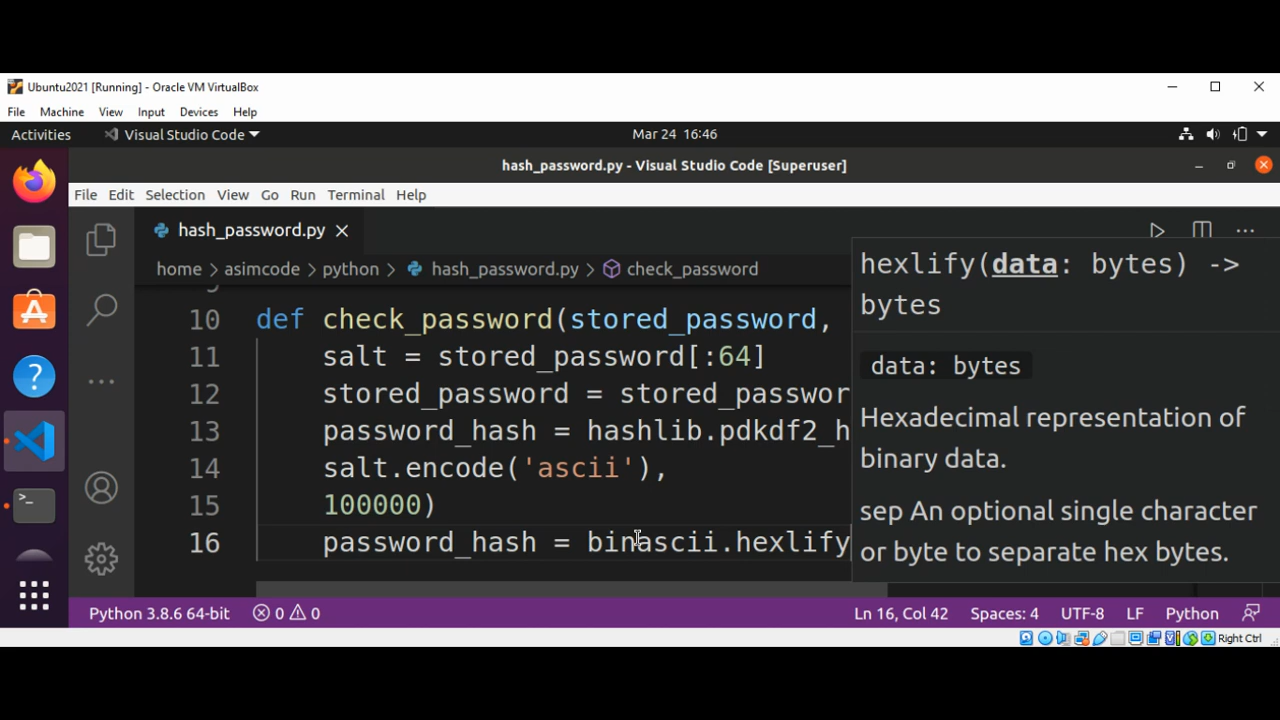 Ubuntu2021 [Running] - Oracle VM VirtualBox
File Machine View Input Devices Help
Activities Visual Studio Code Mar 24 16:46
hash_password.py - Visual Studio Code [Superuser]
File Edit Selection View Go Run Terminal Help
hash_password.py
home > asimcode > python > hash_password.py > check_password
10 def check_password(stored_password,
11 salt = stored_password[:64]
12 stored_password = stored_passwor
13 password_hash = hashlib.pdkdf2_h
14 salt.encode('ascii'),
15 100000)
16 password_hash = binascii.hexlify
hexlify(data: bytes) ->
bytes
data: bytes
Hexadecimal representation of
binary data.
sep An optional single character
or byte to separate hex bytes.
Python 3.8.6 64-bit 0 0 Ln 16, Col 42 Spaces: 4 UTF-8 LF Python
Right Ctrl